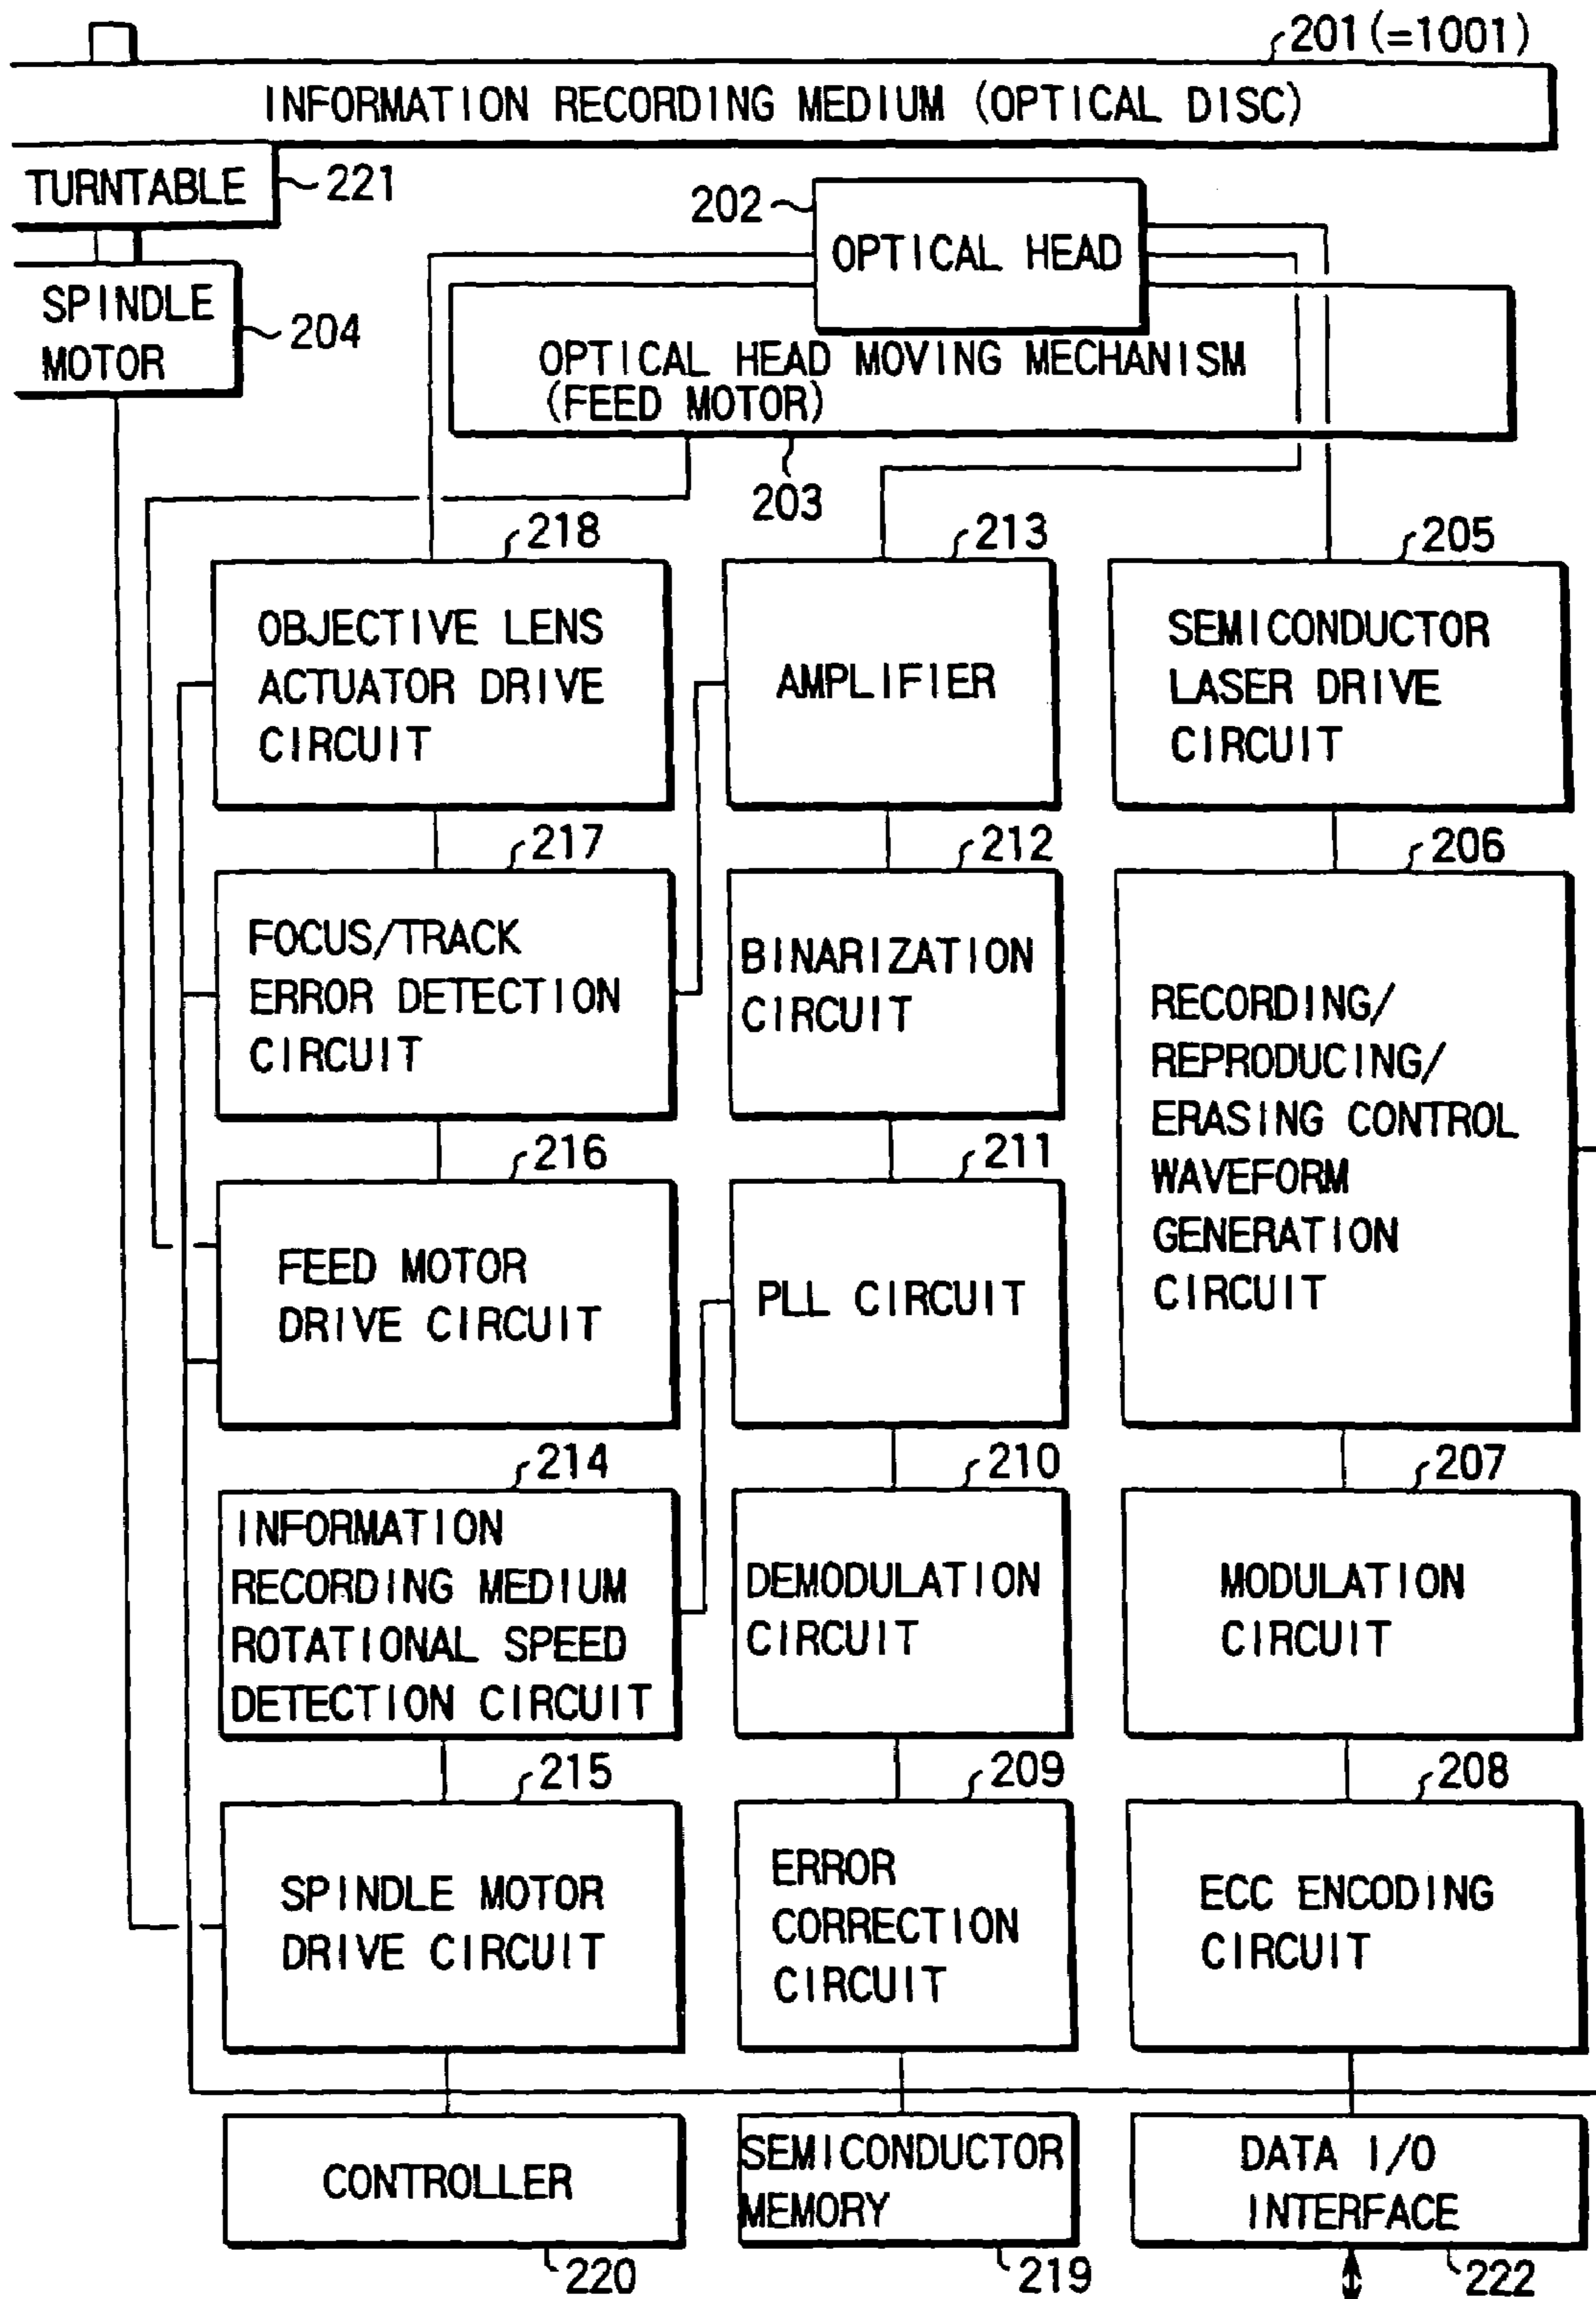 201(=1001)
INFORMATION RECORDING MEDIUM (OPTICAL DISC)
TURNTABLE
221
202
OPTICAL HEAD
SPINDLE
MOTOR
204
OPTICAL HEAD MOVING MECHANISM
(FEED MOTOR)
203
218
213
205
OBJECTIVE LENS
ACTUATOR DRIVE
CIRCUIT
AMPLIFIER
SEMICONDUCTOR
LASER DRIVE
CIRCUIT
217
212
206
FOCUS/TRACK
ERROR DETECTION
CIRCUIT
BINARIZATION
CIRCUIT
RECORDING/
REPRODUCING/
ERASING CONTROL
WAVEFORM
GENERATION
CIRCUIT
216
211
FEED MOTOR
DRIVE CIRCUIT
PLL CIRCUIT
214
210
207
INFORMATION
RECORDING MEDIUM
ROTATIONAL SPEED
DETECTION CIRCUIT
DEMODULATION
CIRCUIT
MODULATION
CIRCUIT
215
209
208
SPINDLE MOTOR
DRIVE CIRCUIT
ERROR
CORRECTION
CIRCUIT
ECC ENCODING
CIRCUIT
CONTROLLER
SEMICONDUCTOR
MEMORY
DATA I/O
INTERFACE
220
219
222